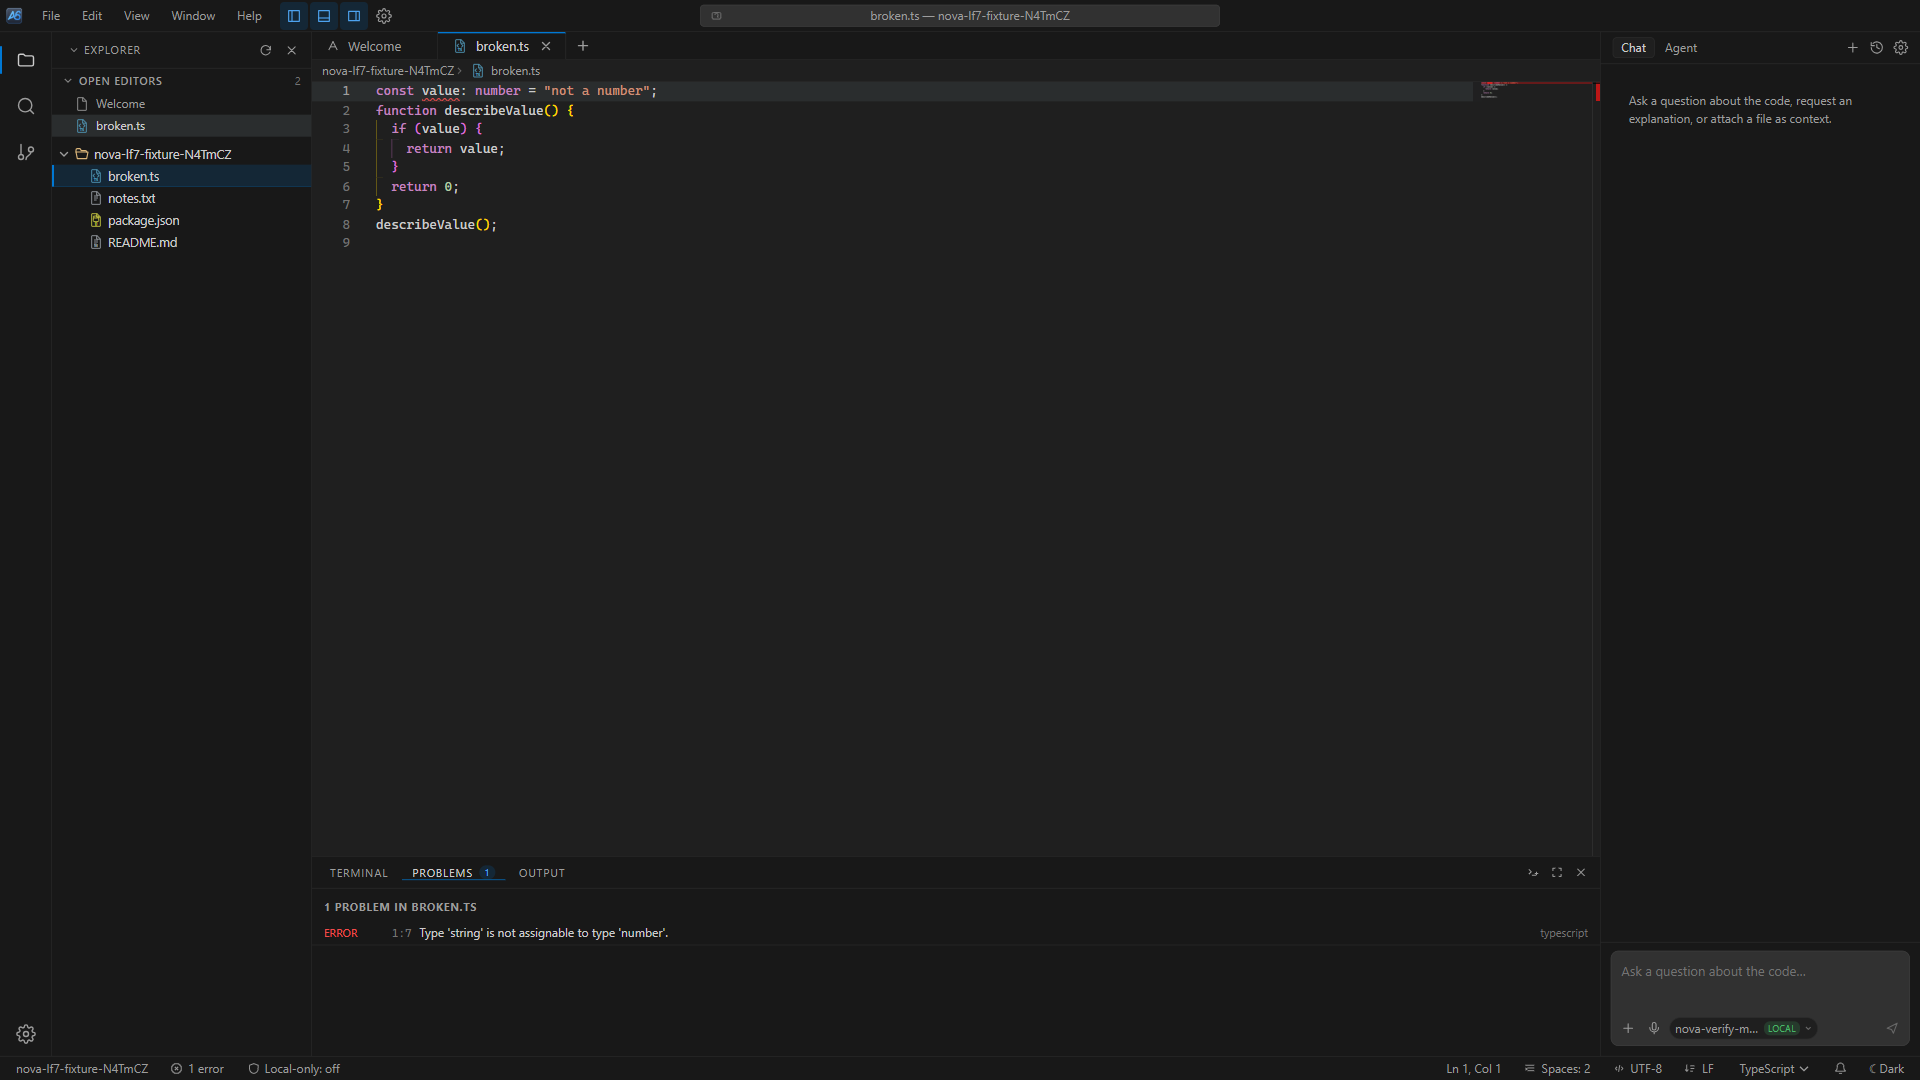 File Edit View Window Help
broken.ts — nova-lf7-fixture-N4TmCZ
EXPLORER
OPEN EDITORS 2
Welcome
broken.ts
nova-lf7-fixture-N4TmCZ
broken.ts
notes.txt
package.json
README.md
Welcome
broken.ts
nova-lf7-fixture-N4TmCZ › broken.ts
1 const value: number = "not a number";
2 function describeValue() {
3 if (value) {
4 return value;
5 }
6 return 0;
7 }
8 describeValue();
9
TERMINAL PROBLEMS 1 OUTPUT
1 PROBLEM IN BROKEN.TS
ERROR 1:7 Type 'string' is not assignable to type 'number'. typescript
Chat Agent
Ask a question about the code, request an
explanation, or attach a file as context.
Ask a question about the code...
nova-verify-m... LOCAL
nova-lf7-fixture-N4TmCZ 1 error Local-only: off
Ln 1, Col 1 Spaces: 2 UTF-8 LF TypeScript Dark